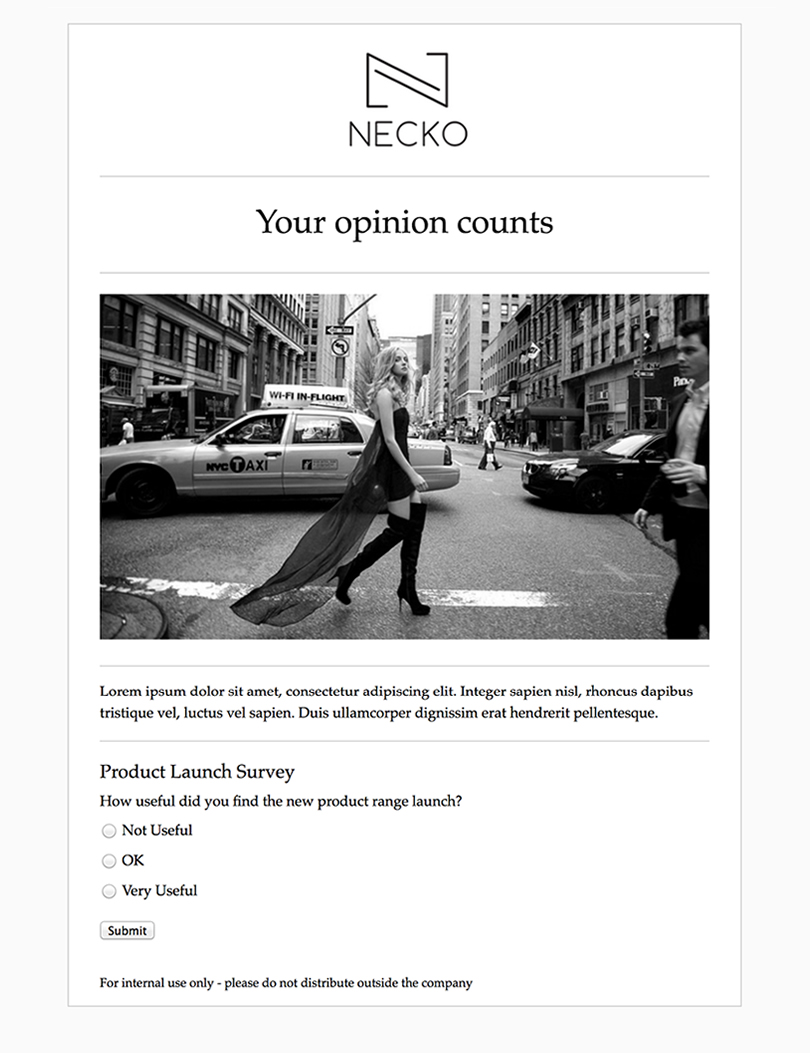 NECKO
Your opinion counts
WI-FI IN-FLIGHT
NYC TAXI
Lorem ipsum dolor sit amet, consectetur adipiscing elit. Integer sapien nisl, rhoncus dapibus
tristique vel, luctus vel sapien. Duis ullamcorper dignissim erat hendrerit pellentesque.
Product Launch Survey
How useful did you find the new product range launch?
Not Useful
OK
Very Useful
Submit
For internal use only - please do not distribute outside the company